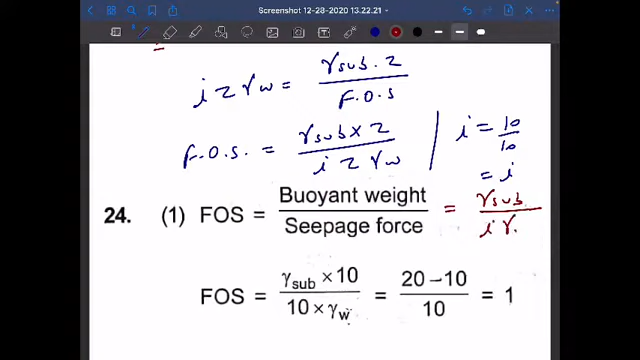 Screenshot 12-28-2020 13.22.21
i z γw = γsub. z / F.O.S
F.O.S. = γsub × z / i z γw
i = 10/10
= i
24. (1) FOS = Buoyant weight / Seepage force = γsub / i γ.
FOS = γsub × 10 / 10 × γw = 20 – 10 / 10 = 1